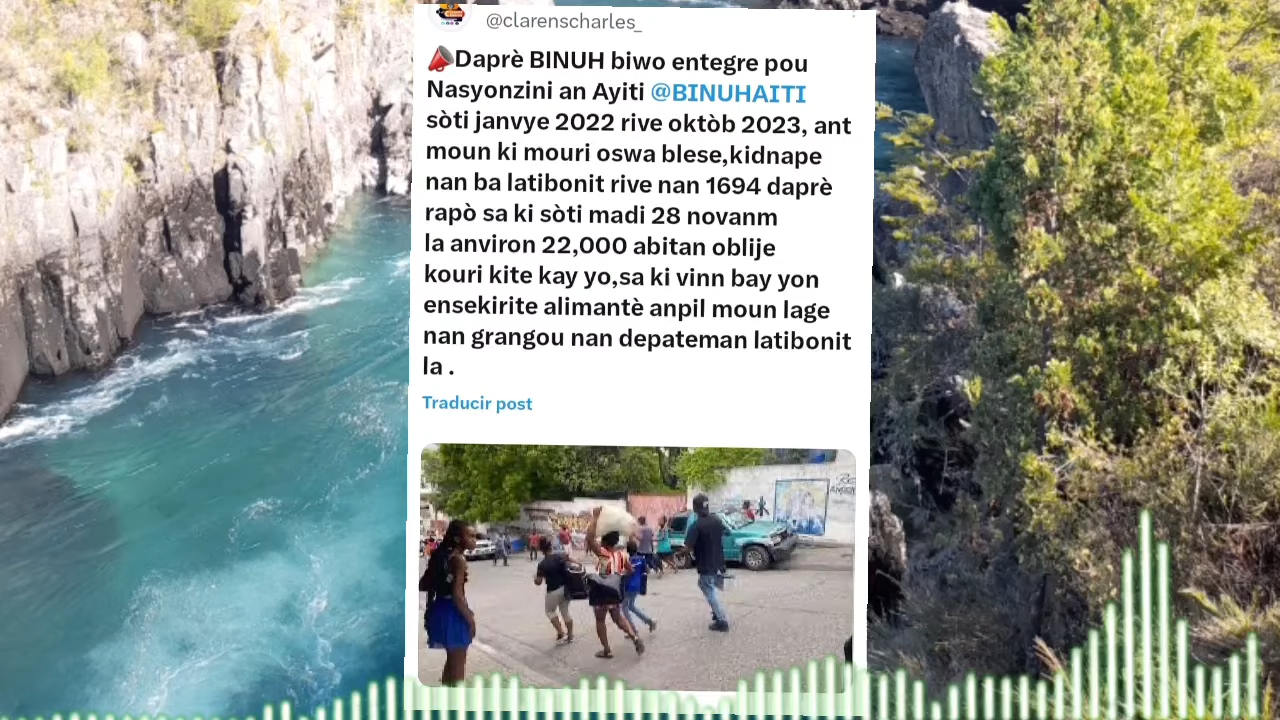 @clarenscharles_
📣Daprè BINUH biwo entegre pou
Nasyonzini an Ayiti @BINUHAITI
sòti janvye 2022 rive oktòb 2023, ant
moun ki mouri oswa blese,kidnape
nan ba latibonit rive nan 1694 daprè
rapò sa ki sòti madi 28 novanm
la anviron 22,000 abitan oblije
kouri kite kay yo,sa ki vinn bay yon
ensekirite alimantè anpil moun lage
nan grangou nan depateman latibonit
la .
Traducir post